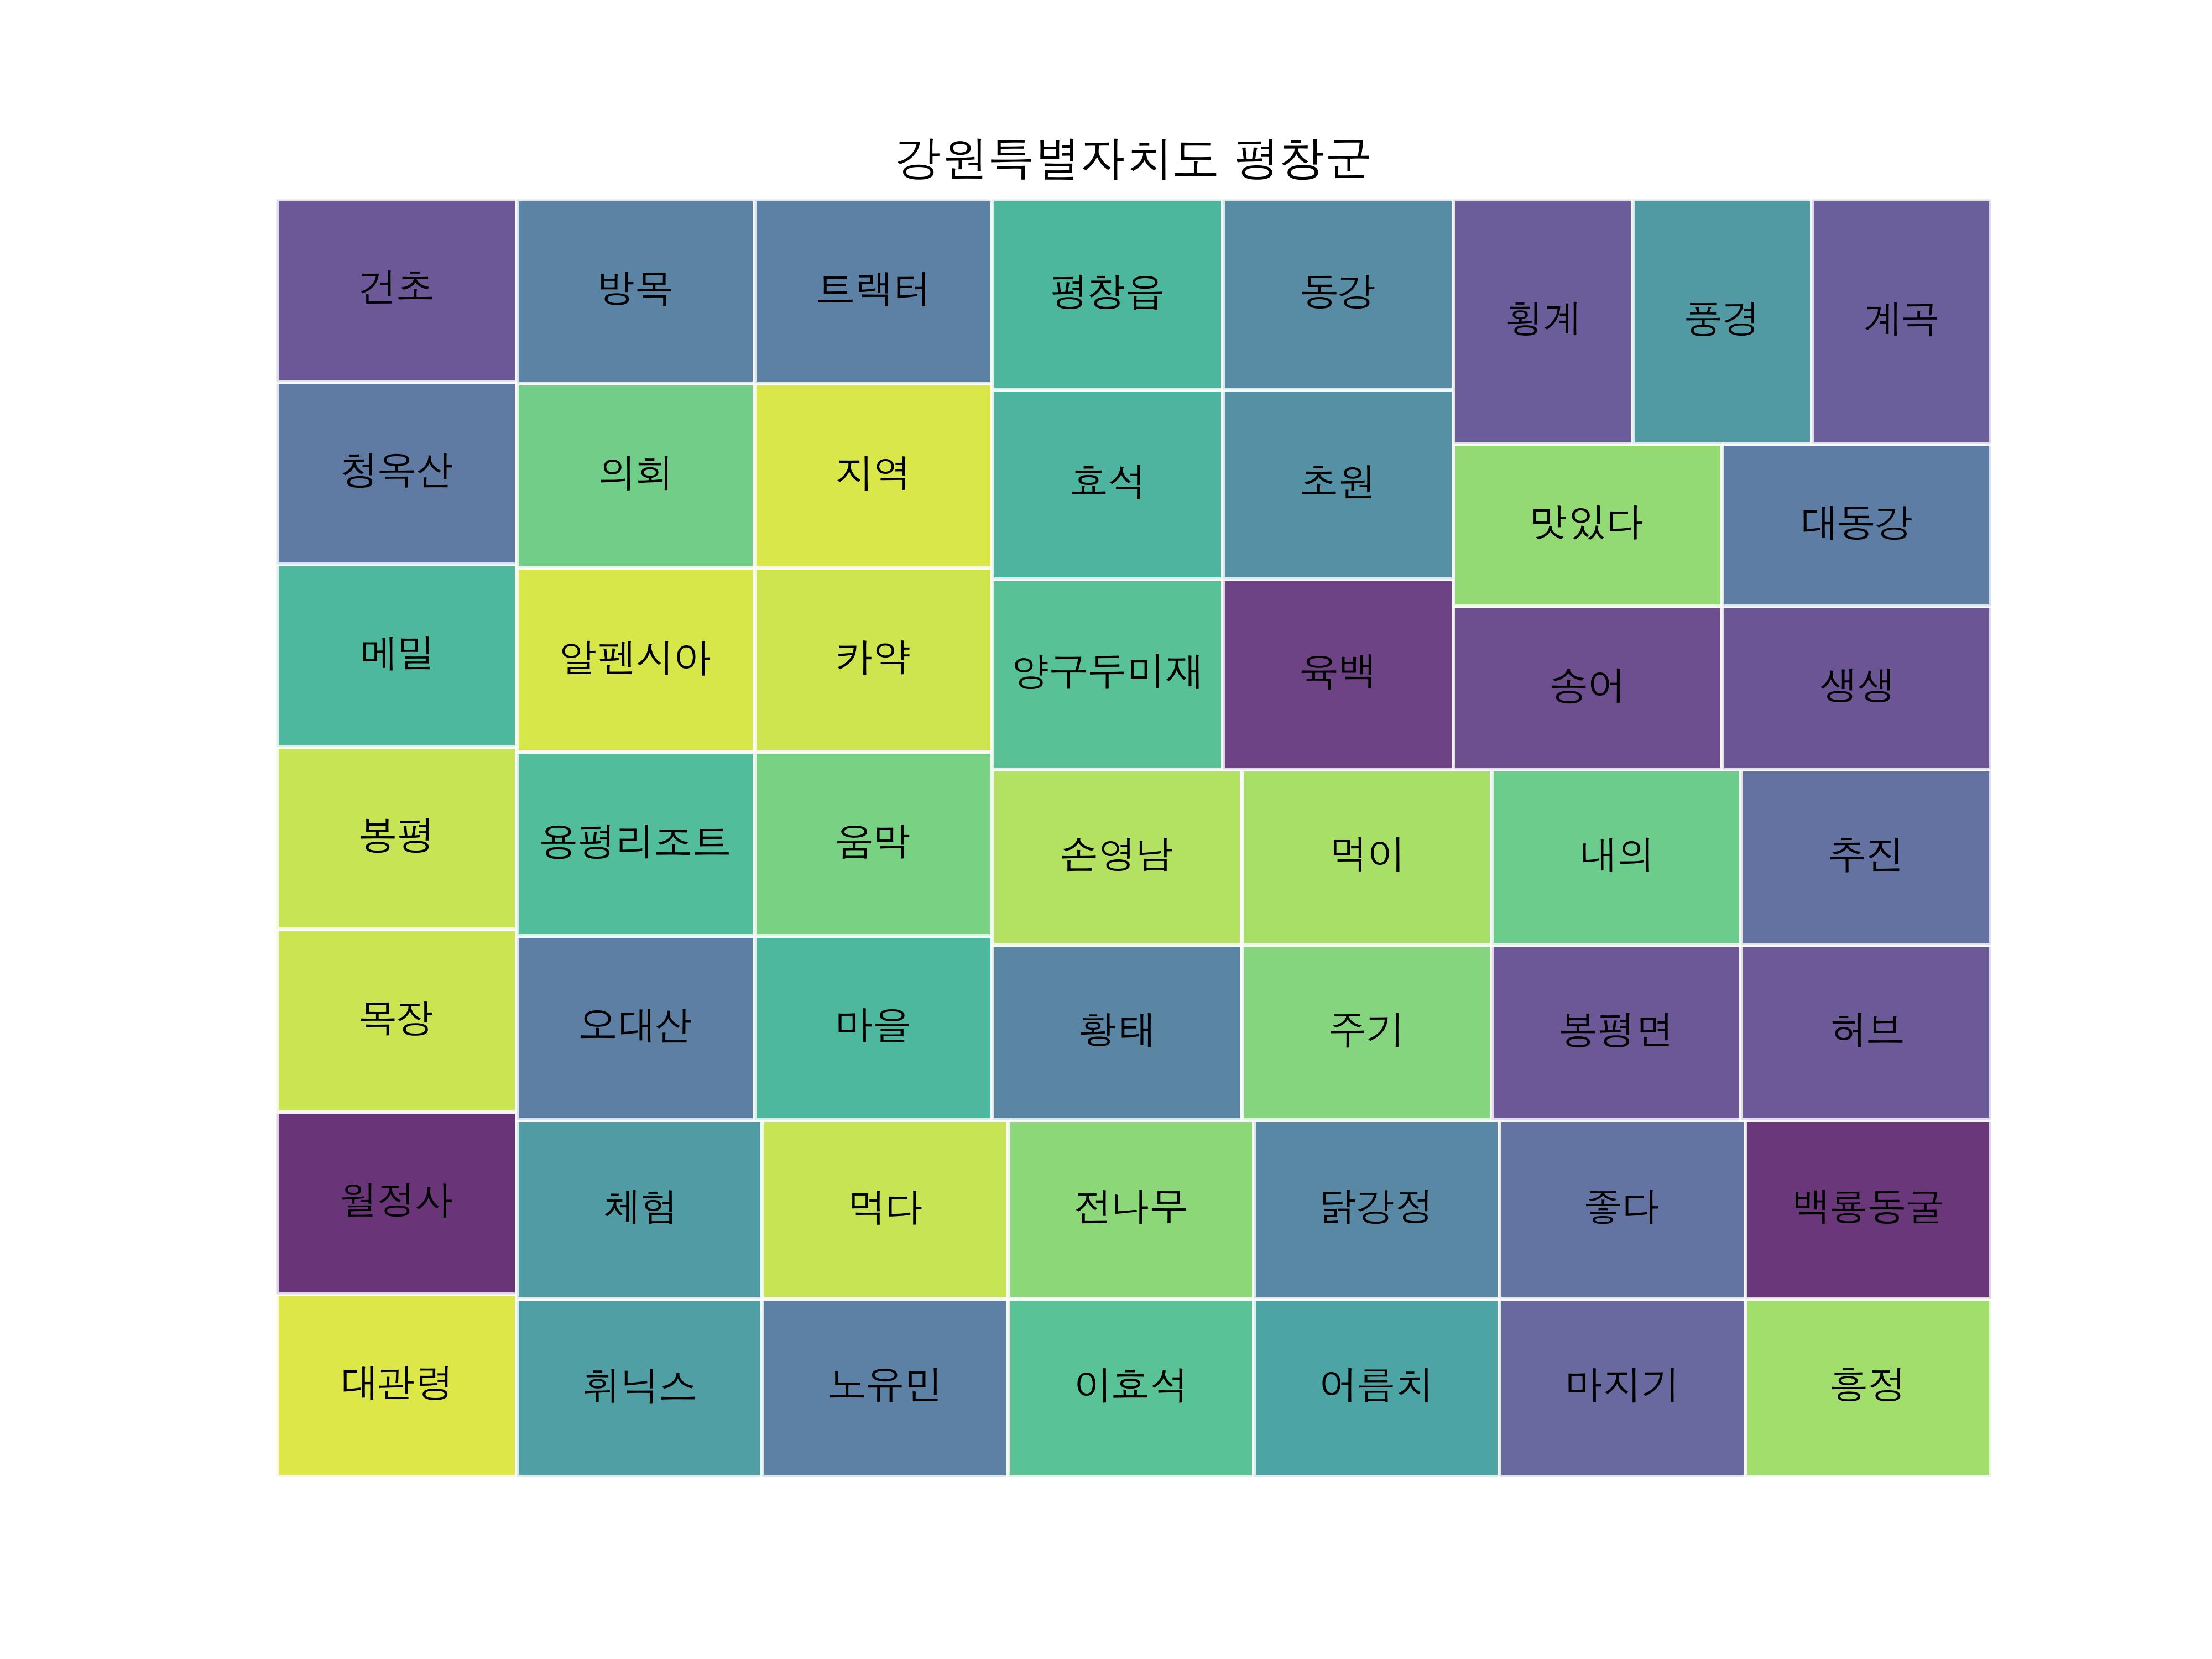 강원특별자치도 평창군
건초
방목
트랙터
평창읍
동강
횡계
풍경
계곡
청옥산
의회
지역
효석
초원
맛있다
대동강
메밀
알펜시아
카약
양구두미재
육백
송어
생생
봉평
용평리조트
움막
손영남
먹이
내의
추진
목장
오대산
마을
황태
주기
봉평면
허브
월정사
체험
먹다
전나무
닭강정
좋다
백룡동굴
대관령
휘닉스
노유민
이효석
어름치
마지기
흥정